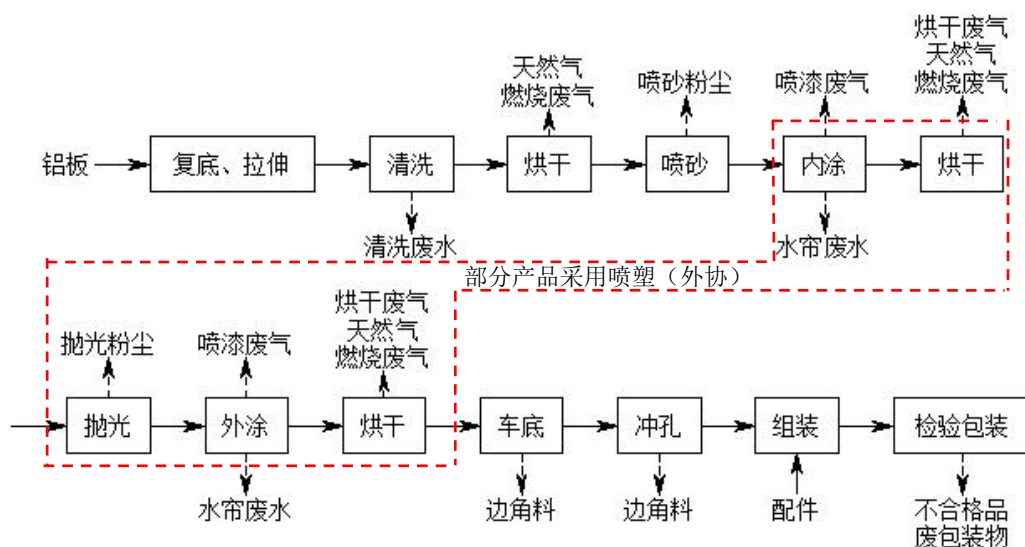 天然气
燃烧废气
喷砂粉尘
喷漆废气
烘干废气
天然气
燃烧废气
铝板
复底、拉伸
清洗
烘干
喷砂
内涂
烘干
清洗废水
水帘废水
部分产品采用喷塑（外协）
抛光粉尘
喷漆废气
烘干废气
天然气
燃烧废气
抛光
外涂
烘干
车底
冲孔
组装
检验包装
水帘废水
边角料
边角料
配件
不合格品
废包装物